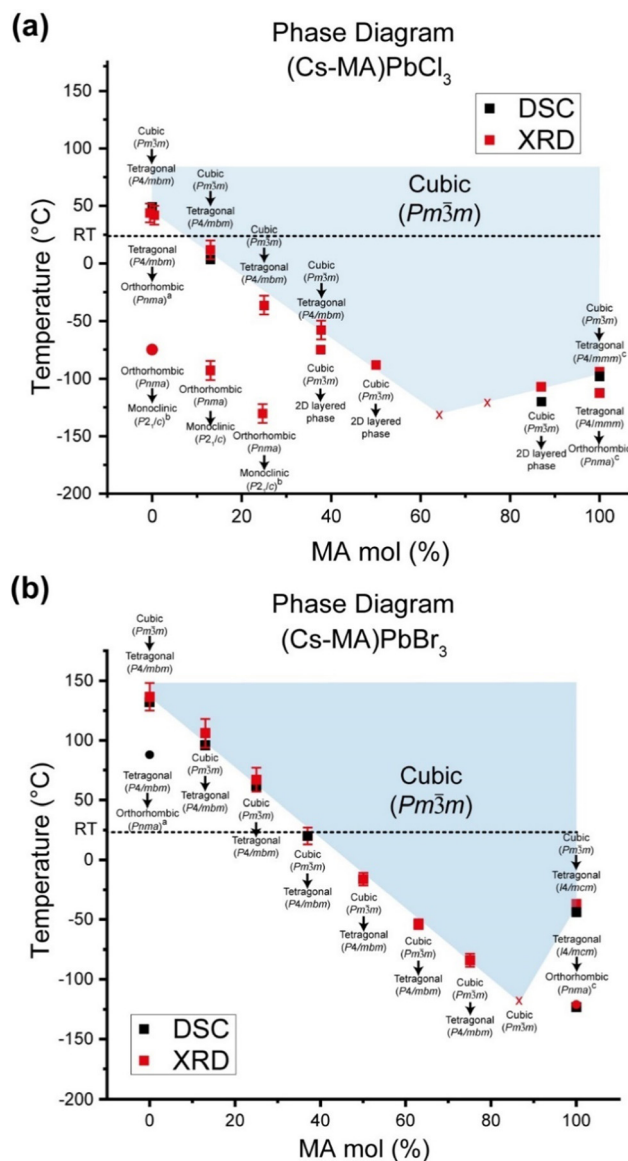 (a)
Phase Diagram
(Cs-MA)PbCl₃
DSC
XRD
Cubic
(Pm3̄m)
Temperature (°C)
150
100
50
RT
0
-50
-100
-150
-200
Cubic
(Pm3̄m)
Tetragonal
(P4/mbm)
Tetragonal
(P4/mbm)
Orthorhombic
(Pnma)ᵃ
Orthorhombic
(Pnma)
Monoclinic
(P2₁/c)ᵇ
Cubic
(Pm3̄m)
Tetragonal
(P4/mbm)
Orthorhombic
(Pnma)
Monoclinic
(P2₁/c)
Cubic
(Pm3̄m)
Tetragonal
(P4/mbm)
Orthorhombic
(Pnma)
Monoclinic
(P2₁/c)ᵇ
Cubic
(Pm3̄m)
Tetragonal
(P4/mbm)
Cubic
(Pm3̄m)
2D layered
phase
Cubic
(Pm3̄m)
2D layered
phase
x x
Cubic
(Pm3̄m)
2D layered
phase
Cubic
(Pm3̄m)
Tetragonal
(P4/mmm)ᶜ
Tetragonal
(P4/mmm)
Orthorhombic
(Pnma)ᶜ
0 20 40 60 80 100
MA mol (%)
(b)
Phase Diagram
(Cs-MA)PbBr₃
Cubic
(Pm3̄m)
Temperature (°C)
150
100
50
RT
0
-50
-100
-150
-200
Cubic
(Pm3̄m)
Tetragonal
(P4/mbm)
Tetragonal
(P4/mbm)
Orthorhombic
(Pnma)ᵃ
Cubic
(Pm3̄m)
Tetragonal
(P4/mbm)
Cubic
(Pm3̄m)
Tetragonal
(P4/mbm)
Cubic
(Pm3̄m)
Tetragonal
(P4/mbm)
Cubic
(Pm3̄m)
Tetragonal
(P4/mbm)
Cubic
(Pm3̄m)
Tetragonal
(P4/mbm)
Cubic
(Pm3̄m)
Tetragonal
(P4/mbm)
x
Cubic
(Pm3̄m)
Cubic
(Pm3̄m)
Tetragonal
(I4/mcm)
Tetragonal
(I4/mcm)
Orthorhombic
(Pnma)ᶜ
DSC
XRD
0 20 40 60 80 100
MA mol (%)